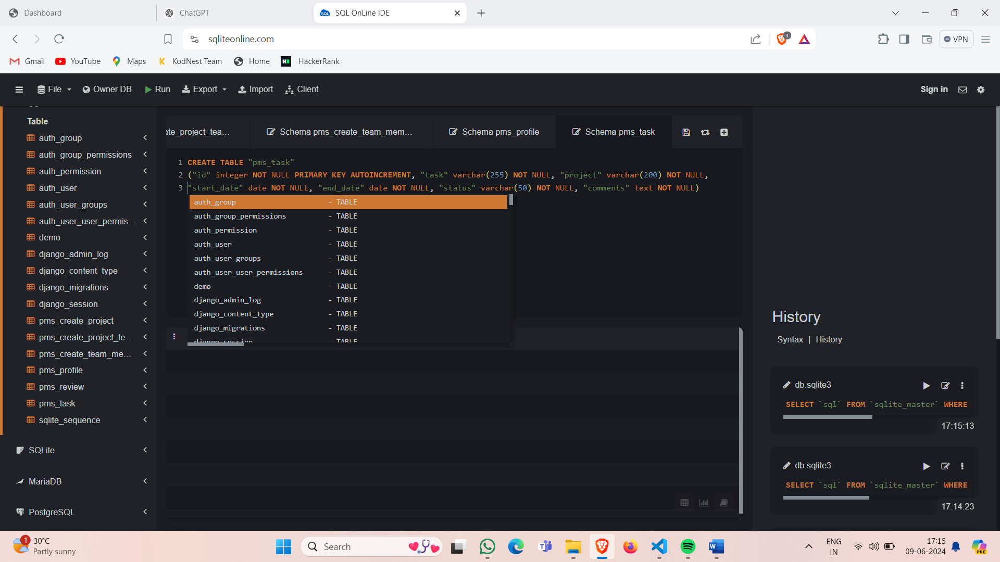 Dashboard
ChatGPT
SQL OnLine IDE
sqliteonline.com
3
VPN
Gmail
YouTube
Maps
KodNest Team
Home
HackerRank
File
Owner DB
Run
Export
Import
Client
Sign in
Table
auth_group
auth_group_permissions
auth_permission
auth_user
auth_user_groups
auth_user_user_permis...
demo
django_admin_log
django_content_type
django_migrations
django_session
pms_create_project
pms_create_project_te...
pms_create_team_me...
pms_profile
pms_review
pms_task
sqlite_sequence
SQLite
MariaDB
PostgreSQL
ate_project_tea...
Schema pms_create_team_mem...
Schema pms_profile
Schema pms_task
1 CREATE TABLE "pms_task"
2 ("id" integer NOT NULL PRIMARY KEY AUTOINCREMENT, "task" varchar(255) NOT NULL, "project" varchar(200) NOT NULL,
3 "start_date" date NOT NULL, "end_date" date NOT NULL, "status" varchar(50) NOT NULL, "comments" text NOT NULL)
auth_group - TABLE
auth_group_permissions - TABLE
auth_permission - TABLE
auth_user - TABLE
auth_user_groups - TABLE
auth_user_user_permissions - TABLE
demo - TABLE
django_admin_log - TABLE
django_content_type - TABLE
django_migrations - TABLE
django_session - TABLE
History
Syntax | History
db.sqlite3
SELECT `sql` FROM `sqlite_master` WHERE
17:15:13
db.sqlite3
SELECT `sql` FROM `sqlite_master` WHERE
17:14:23
1
30°C
Partly sunny
Search
ENG
IN
17:15
09-06-2024
PRE